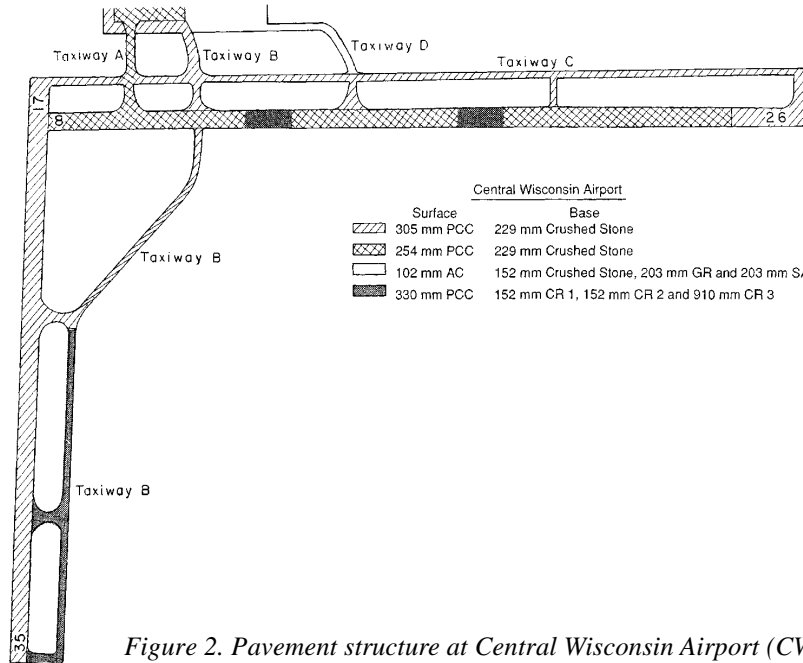 Taxiway A
Taxiway B
Taxiway D
Taxiway C
17
8
26
Central Wisconsin Airport
Surface Base
305 mm PCC 229 mm Crushed Stone
254 mm PCC 229 mm Crushed Stone
102 mm AC 152 mm Crushed Stone, 203 mm GR and 203 mm SA
330 mm PCC 152 mm CR 1, 152 mm CR 2 and 910 mm CR 3
Taxiway B
Taxiway B
35
Figure 2. Pavement structure at Central Wisconsin Airport (CW